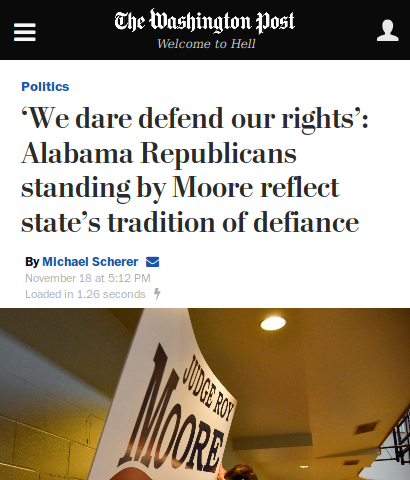 The Washington Post
Welcome to Hell
Politics
‘We dare defend our rights’:
Alabama Republicans
standing by Moore reflect
state’s tradition of defiance
By Michael Scherer
November 18 at 5:12 PM
Loaded in 1.26 seconds
JUDGE ROY
MOORE